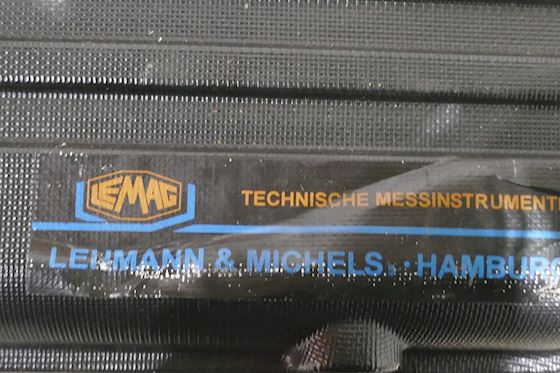 LEMAG
TECHNISCHE MESSINSTRUMENTE
LEHMANN & MICHELS. · HAMBURG